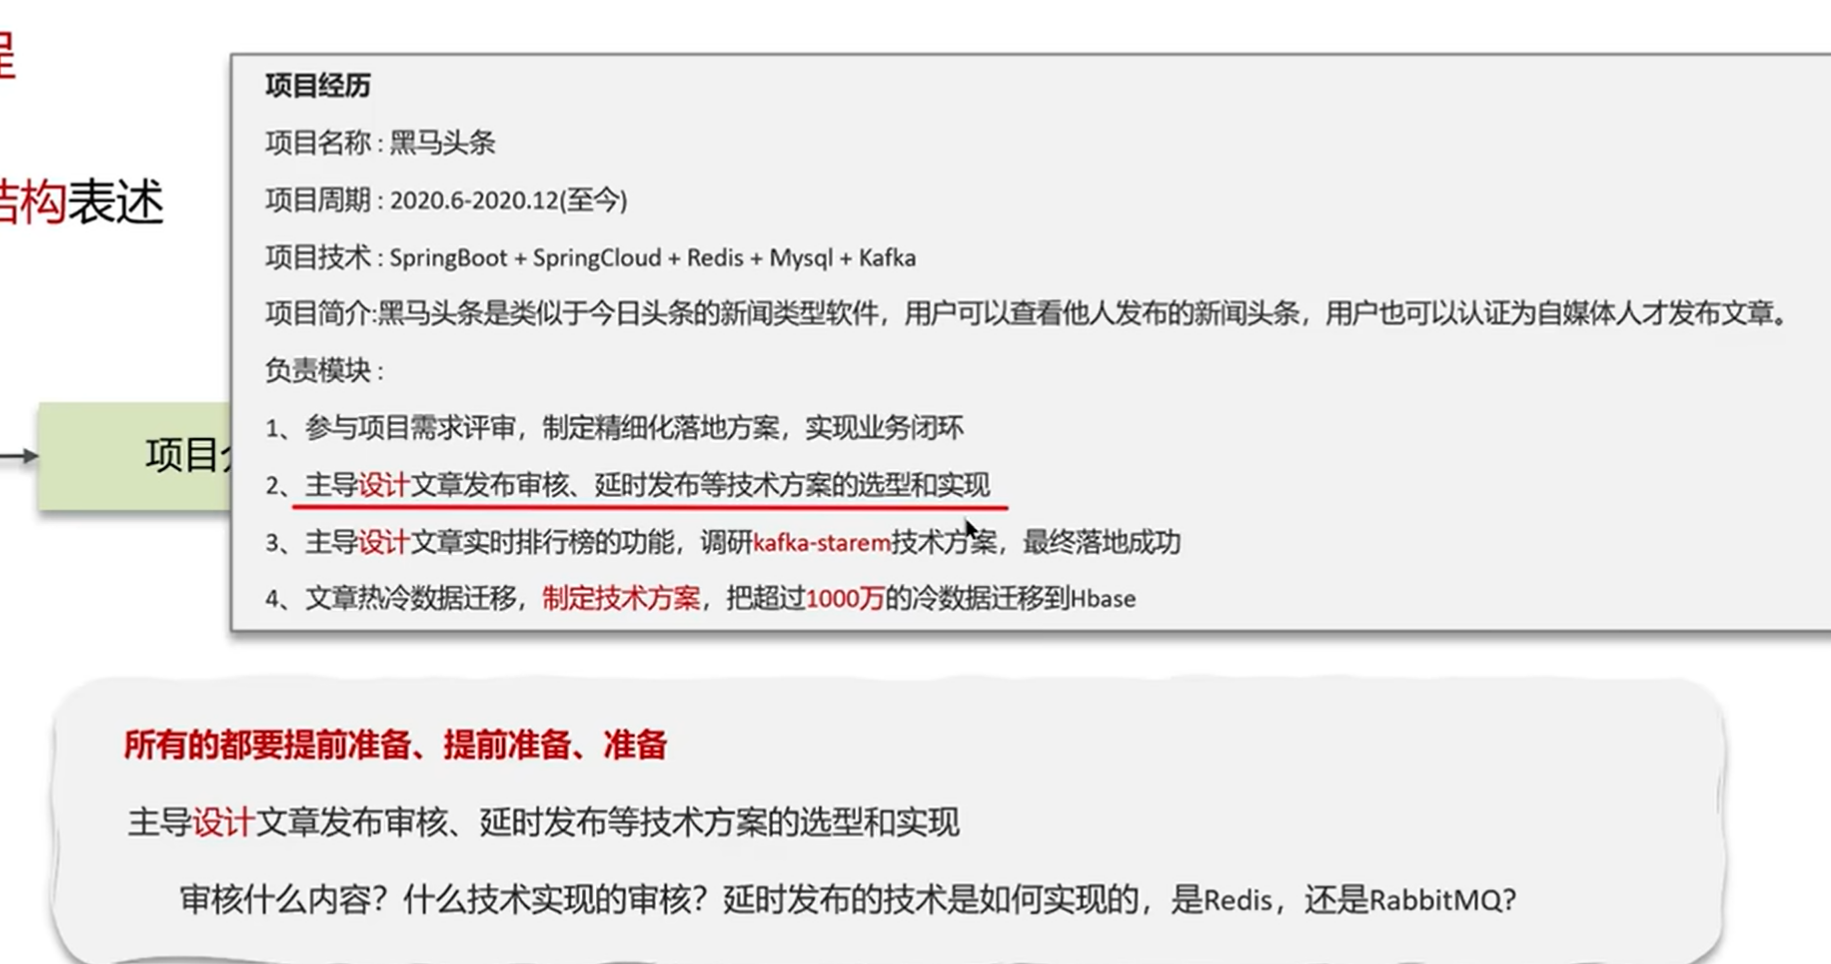 程
结构表述
项目介
项目经历
项目名称 : 黑马头条
项目周期 : 2020.6-2020.12(至今)
项目技术 : SpringBoot + SpringCloud + Redis + Mysql + Kafka
项目简介:黑马头条是类似于今日头条的新闻类型软件，用户可以查看他人发布的新闻头条，用户也可以认证为自媒体人才发布文章。
负责模块 :
1、参与项目需求评审，制定精细化落地方案，实现业务闭环
2、主导设计文章发布审核、延时发布等技术方案的选型和实现
3、主导设计文章实时排行榜的功能，调研kafka-starem技术方案，最终落地成功
4、文章热冷数据迁移，制定技术方案，把超过1000万的冷数据迁移到Hbase
所有的都要提前准备、提前准备、准备
主导设计文章发布审核、延时发布等技术方案的选型和实现
审核什么内容？什么技术实现的审核？延时发布的技术是如何实现的，是Redis，还是RabbitMQ?